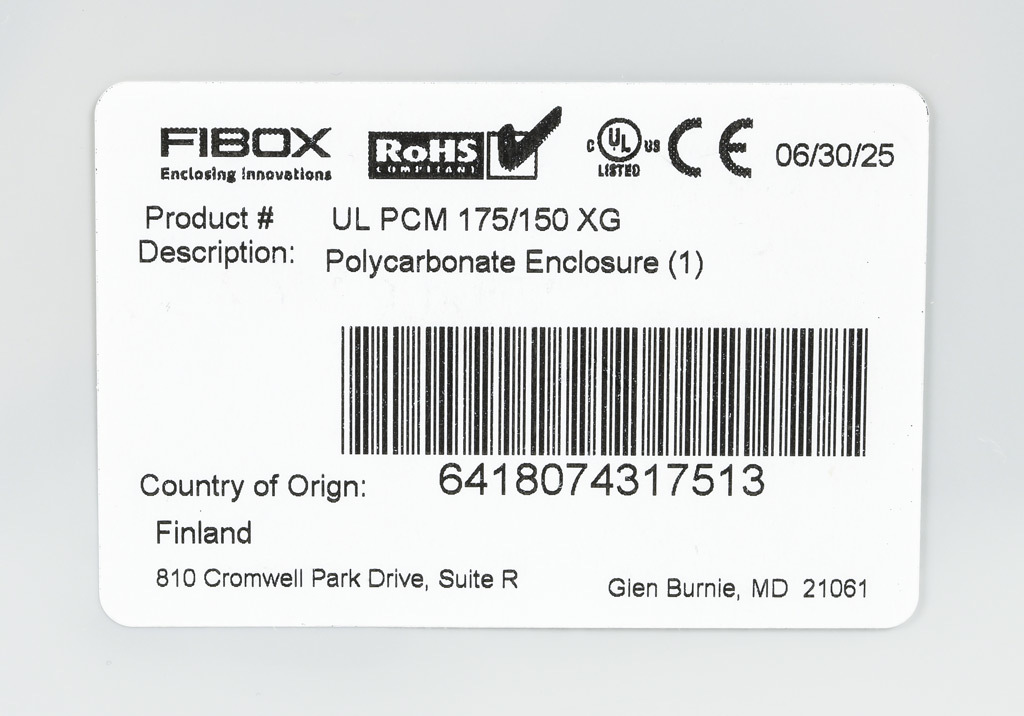 FIBOX
Enclosing Innovations
RoHS
COMPLIANT
c UL us
LISTED
CE
06/30/25
Product # UL PCM 175/150 XG
Description: Polycarbonate Enclosure (1)
6418074317513
Country of Orign:
Finland
810 Cromwell Park Drive, Suite R Glen Burnie, MD 21061